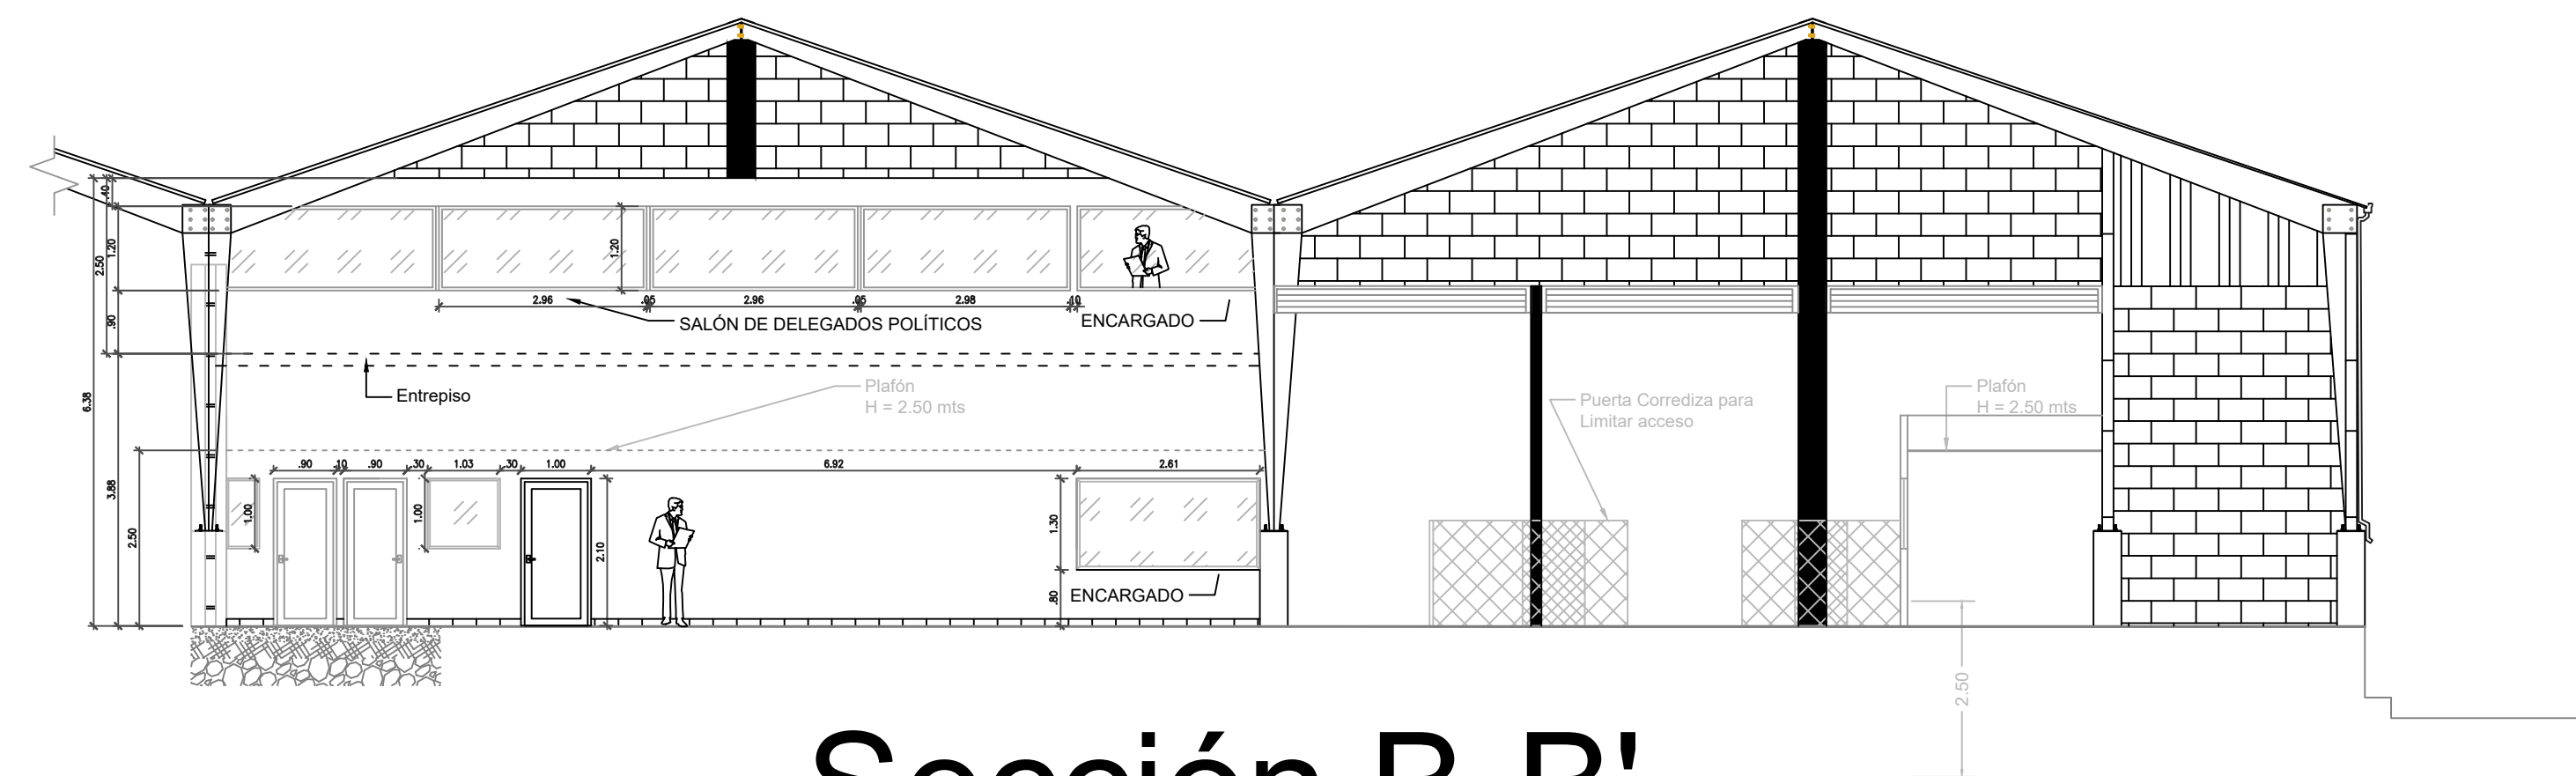 .40
1.20
2.50
1.20
2.96
.05
2.96
.05
2.98
.10
SALÓN DE DELEGADOS POLÍTICOS
ENCARGADO
.90
Entrepiso
Plafón
H = 2.50 mts
Puerta Corrediza para
Limitar acceso
Plafón
H = 2.50 mts
6.38
3.88
2.50
.90
.10
.90
.30
1.03
.30
1.00
6.92
2.61
1.00
1.00
2.10
1.30
.80
ENCARGADO
2.50
Sección B-B'